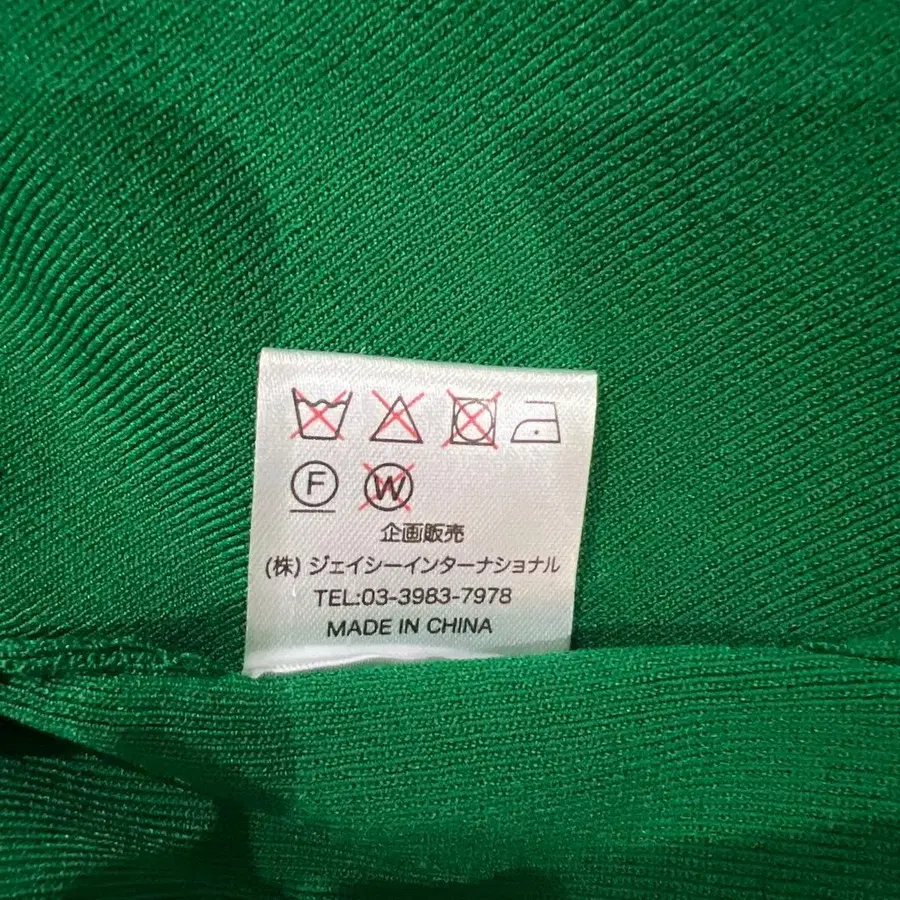 F W
企画販売
(株) ジェイシーインターナショナル
TEL:03-3983-7978
MADE IN CHINA